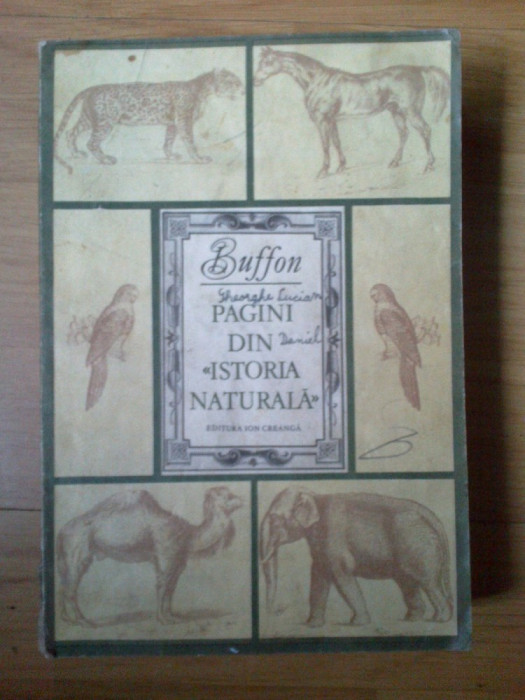 Buffon
Gheorghe Lucian
PAGINI
DIN Daniel
«ISTORIA
NATURALĂ»
EDITURA ION CREANGĂ